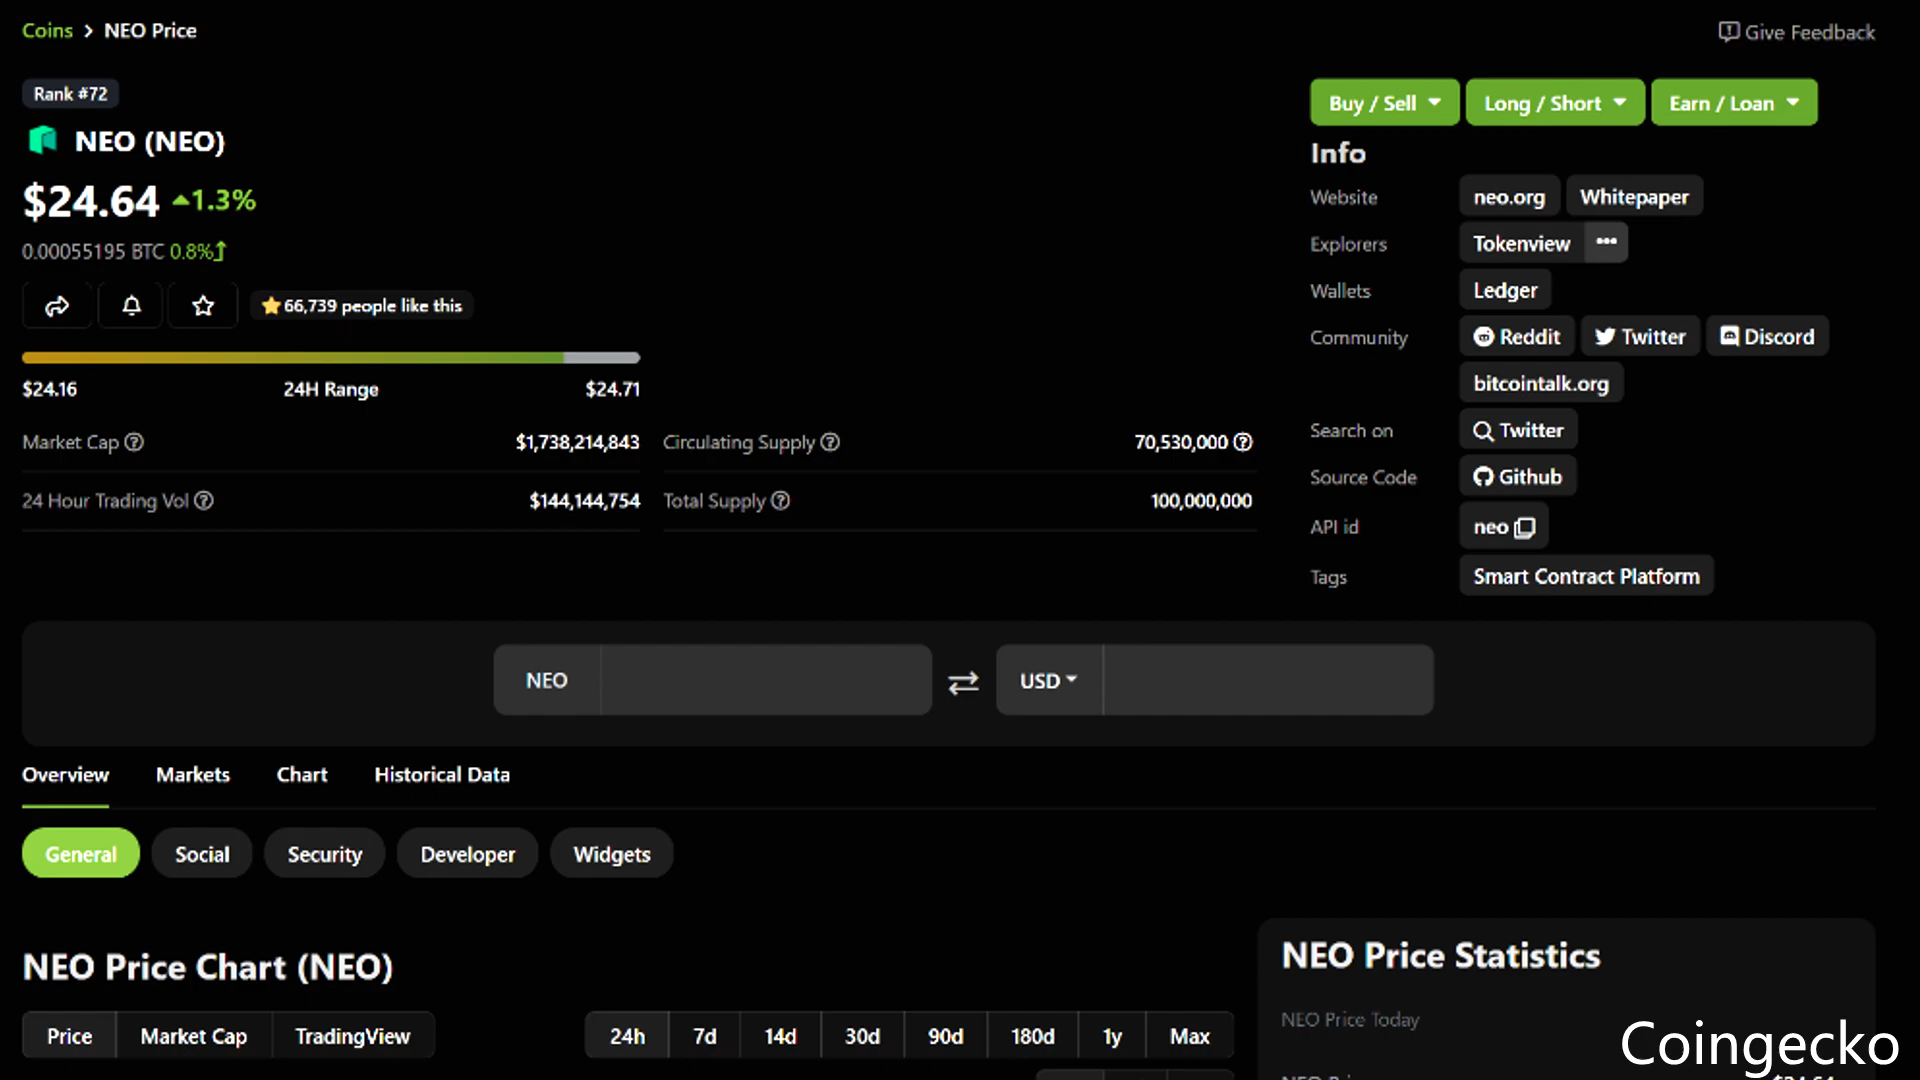 Coins > NEO Price
Give Feedback
Rank #72
NEO (NEO)
$24.64 ▲1.3%
0.00055195 BTC 0.8%
66,739 people like this
$24.16 24H Range $24.71
Market Cap $1,738,214,843
Circulating Supply 70,530,000
24 Hour Trading Vol $144,144,754
Total Supply 100,000,000
Buy / Sell Long / Short Earn / Loan
Info
Website neo.org Whitepaper
Explorers Tokenview •••
Wallets Ledger
Community Reddit Twitter Discord
bitcointalk.org
Search on Twitter
Source Code Github
API id neo
Tags Smart Contract Platform
NEO USD
Overview Markets Chart Historical Data
General Social Security Developer Widgets
NEO Price Chart (NEO)
Price Market Cap TradingView
24h 7d 14d 30d 90d 180d 1y Max
NEO Price Statistics
NEO Price Today
Coingecko